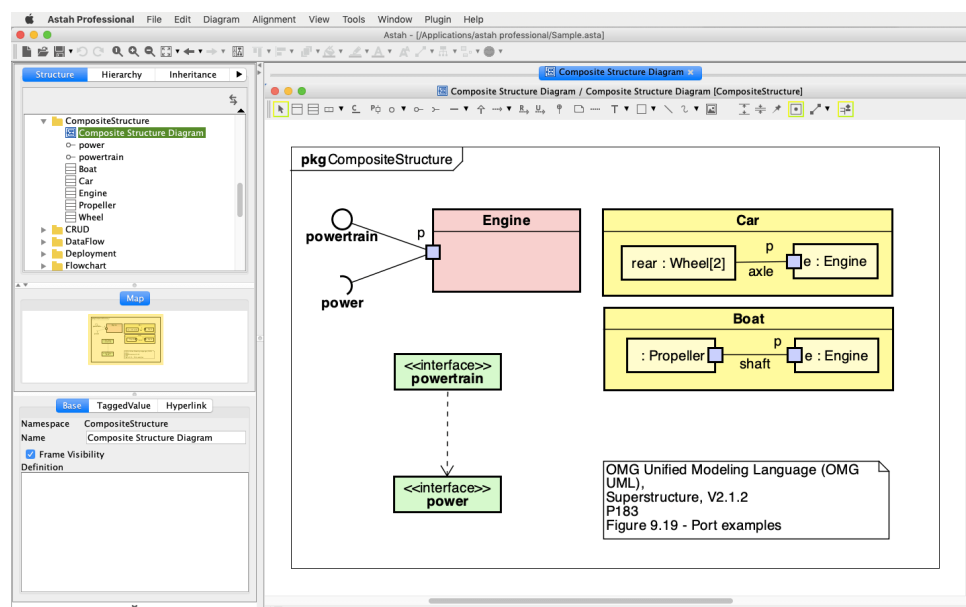 Astah Professional File Edit Diagram Alignment View Tools Window Plugin Help
Astah - [/Applications/astah professional/Sample.asta]
Structure Hierarchy Inheritance
CompositeStructure
Composite Structure Diagram
power
powertrain
Boat
Car
Engine
Propeller
Wheel
CRUD
DataFlow
Deployment
Flowchart
Map
Base TaggedValue Hyperlink
Namespace CompositeStructure
Name Composite Structure Diagram
Frame Visibility
Definition
Composite Structure Diagram
Composite Structure Diagram / Composite Structure Diagram [CompositeStructure]
pkg CompositeStructure
powertrain
power
p
Engine
Car
rear : Wheel[2]
p
axle
e : Engine
Boat
: Propeller
p
shaft
e : Engine
<<interface>>
powertrain
<<interface>>
power
OMG Unified Modeling Language (OMG
UML),
Superstructure, V2.1.2
P183
Figure 9.19 - Port examples